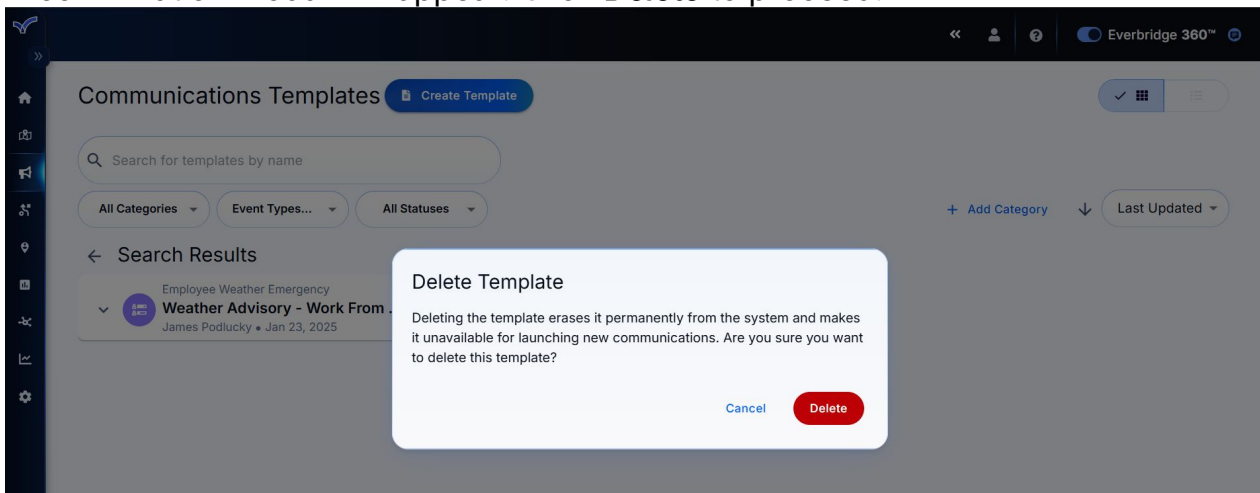 Everbridge 360™
Communications Templates
Create Template
Search for templates by name
All Categories
Event Types...
All Statuses
+ Add Category
Last Updated
Search Results
Employee Weather Emergency
Weather Advisory - Work From .
James Podlucky • Jan 23, 2025
Delete Template
Deleting the template erases it permanently from the system and makes
it unavailable for launching new communications. Are you sure you want
to delete this template?
Cancel
Delete